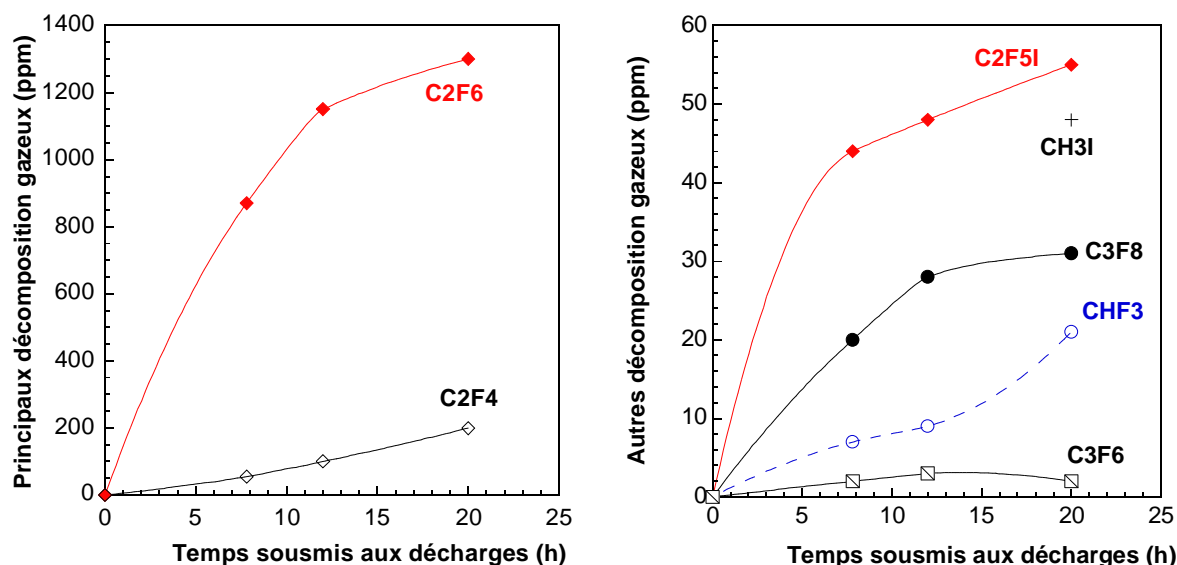 Principaux décomposition gazeux (ppm)
1400
1200
1000
800
600
400
200
0
0 5 10 15 20 25
Temps sousmis aux décharges (h)
C2F6
C2F4
Autres décomposition gazeux (ppm)
60
50
40
30
20
10
0
0 5 10 15 20 25
Temps sousmis aux décharges (h)
C2F5I
CH3I
C3F8
CHF3
C3F6